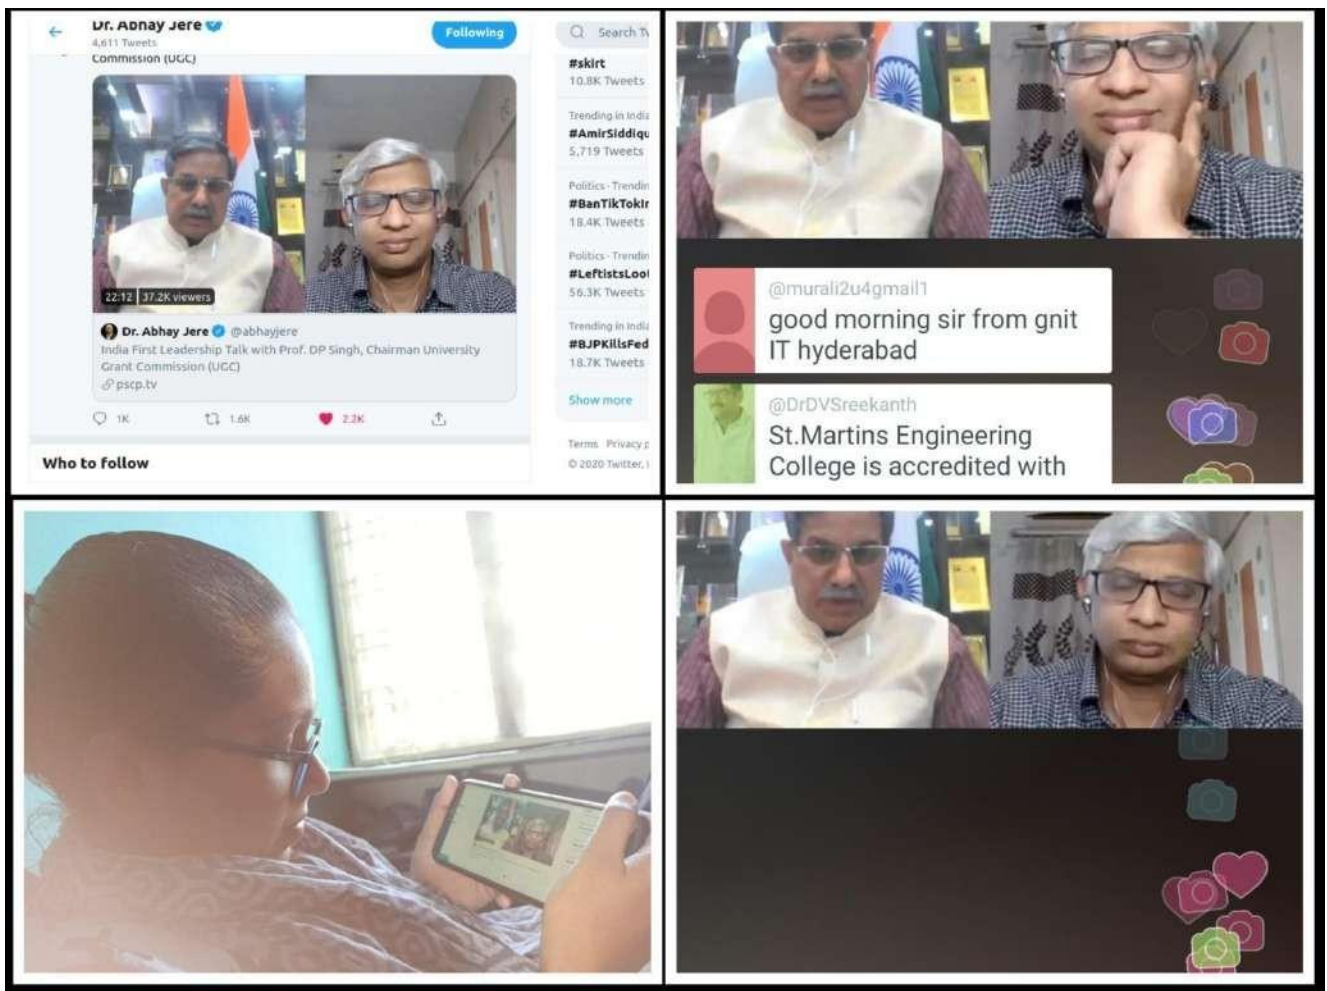 Dr. Abhay Jere
4,611 Tweets
Following
Commission (UGC)
22:12 37.2K viewers
Dr. Abhay Jere @abhayjere
India First Leadership Talk with Prof. DP Singh, Chairman University
Grant Commission (UGC)
pscp.tv
1K 1.6K 2.2K
Who to follow
Search Tw
#skirt
10.8K Tweets
Trending in India
#AmirSiddiqu
5,719 Tweets
Politics · Trendin
#BanTikTokIn
18.4K Tweets
Politics · Trendin
#LeftistsLoot
56.3K Tweets
Trending in India
#BJPKillsFed
18.7K Tweets
Show more
Terms Privacy p
© 2020 Twitter, I
@murali2u4gmail1
good morning sir from gnit
IT hyderabad
@DrDVSreekanth
St.Martins Engineering
College is accredited with